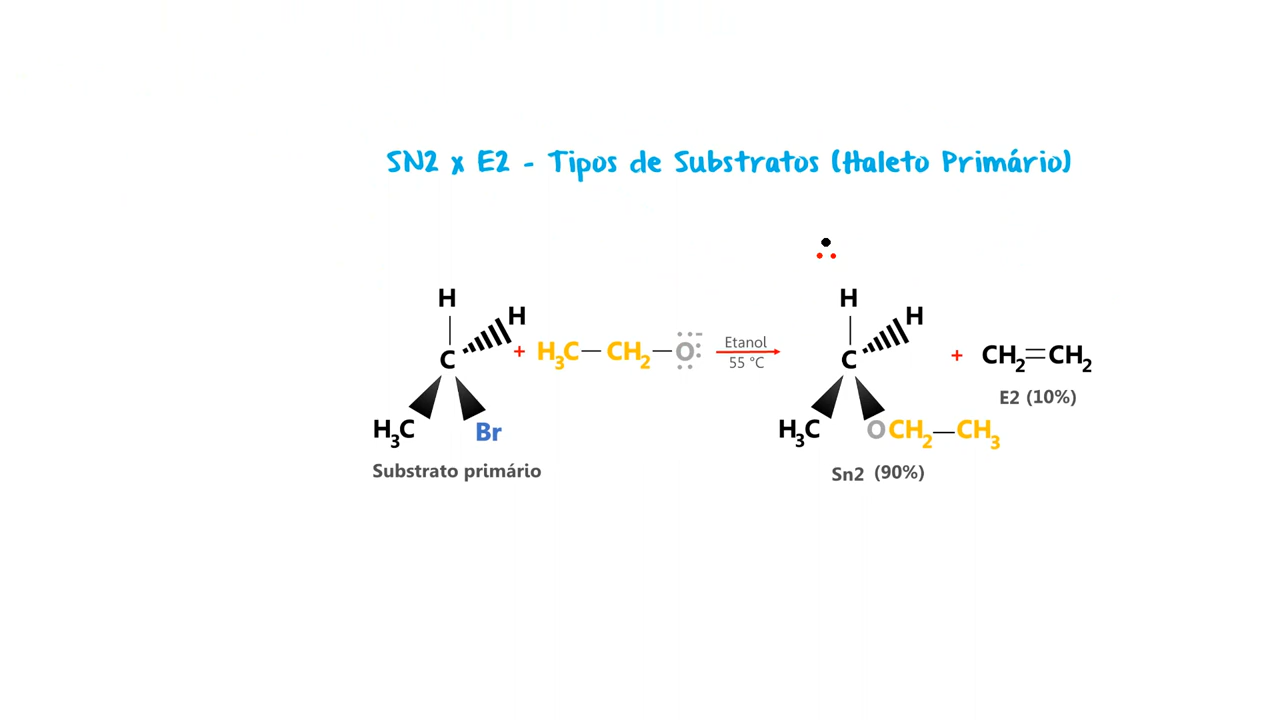 SN2 x E2 - Tipos de Substratos (Haleto Primário)
H H C H₃C Br
Substrato primário
+ H₃C—CH₂—O:⁻
Etanol
55 °C
H H C H₃C OCH₂—CH₃
Sn2 (90%)
+ CH₂=CH₂
E2 (10%)